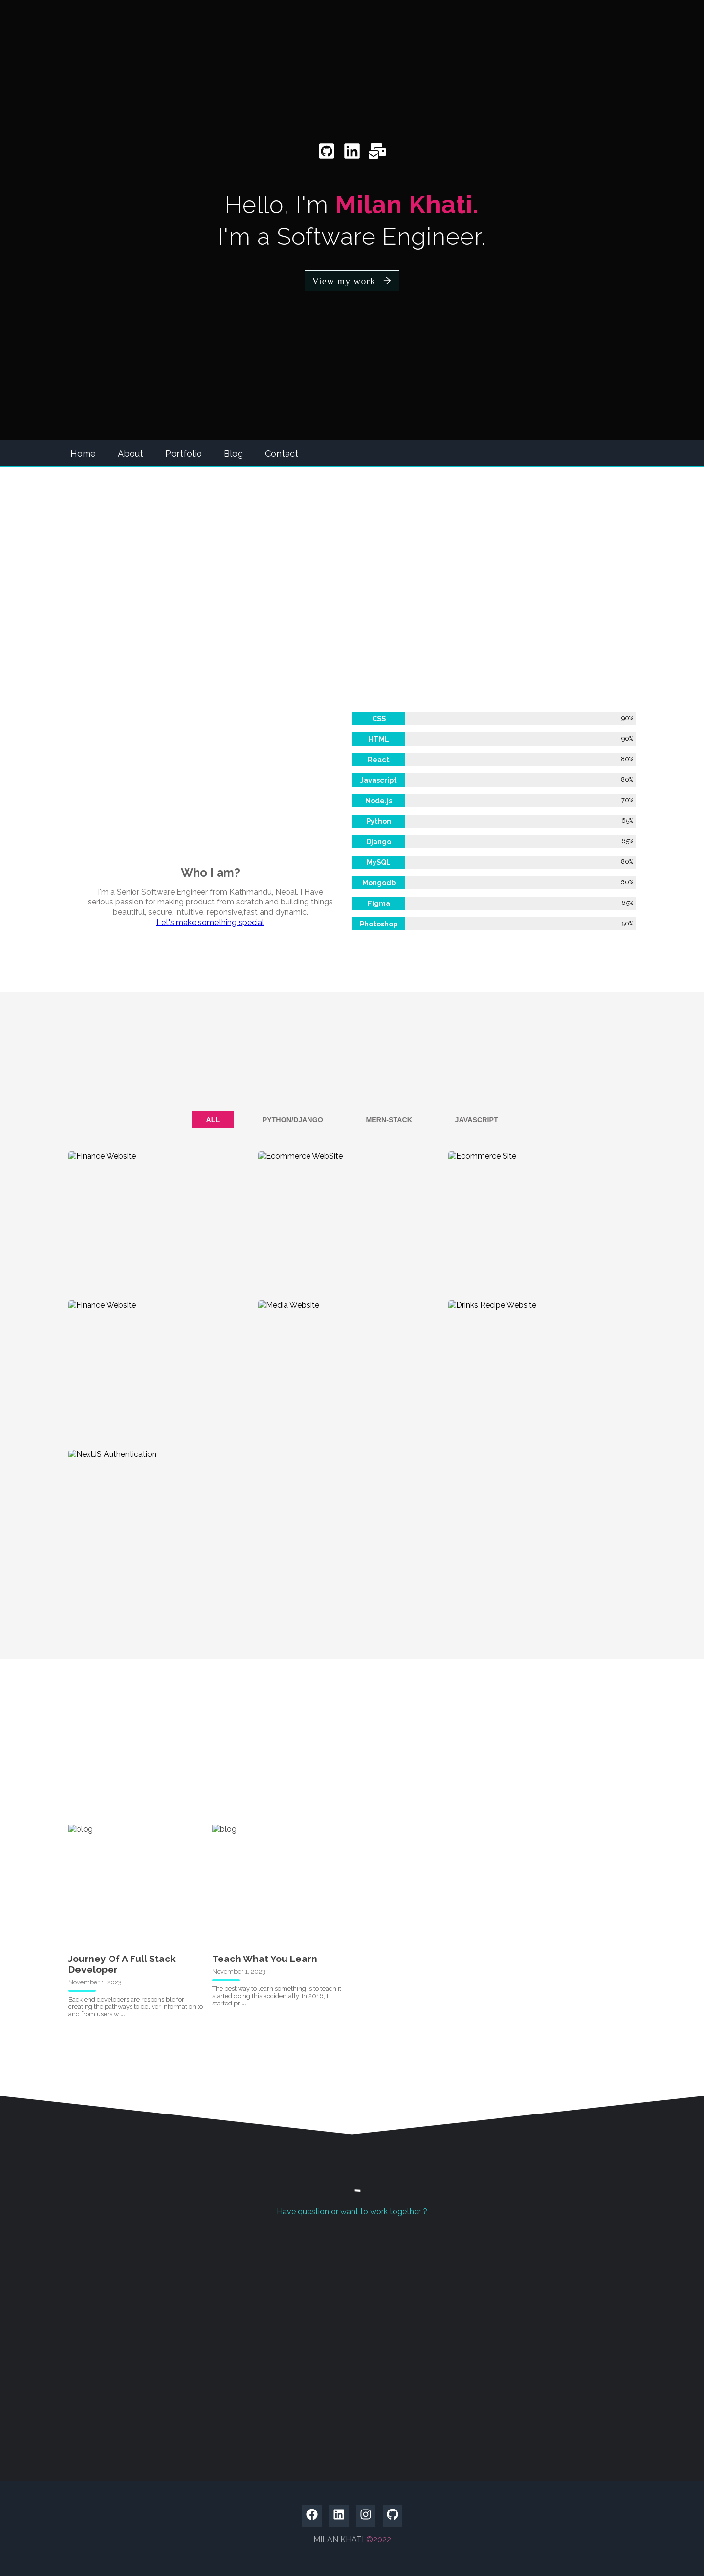 Hello, I'm Milan Khati.
I'm a Software Engineer.
View my work
Home About Portfolio Blog Contact
CSS 90%
HTML 90%
React 80%
Javascript 80%
Node.js 70%
Python 65%
Django 65%
MySQL 80%
Mongodb 60%
Figma 65%
Photoshop 50%
Who I am?
I'm a Senior Software Engineer from Kathmandu, Nepal. I Have
serious passion for making product from scratch and building things
beautiful, secure, intuitive, reponsive,fast and dynamic.
Let's make something special
ALL PYTHON/DJANGO MERN-STACK JAVASCRIPT
Finance Website Ecommerce WebSite Ecommerce Site
Finance Website Media Website Drinks Recipe Website
NextJS Authentication
blog
Journey Of A Full Stack
Developer
November 1, 2023
Back end developers are responsible for
creating the pathways to deliver information to
and from users w ...
blog
Teach What You Learn
November 1, 2023
The best way to learn something is to teach it. I
started doing this accidentally. In 2016, I
started pr ...
Have question or want to work together ?
MILAN KHATI ©2022